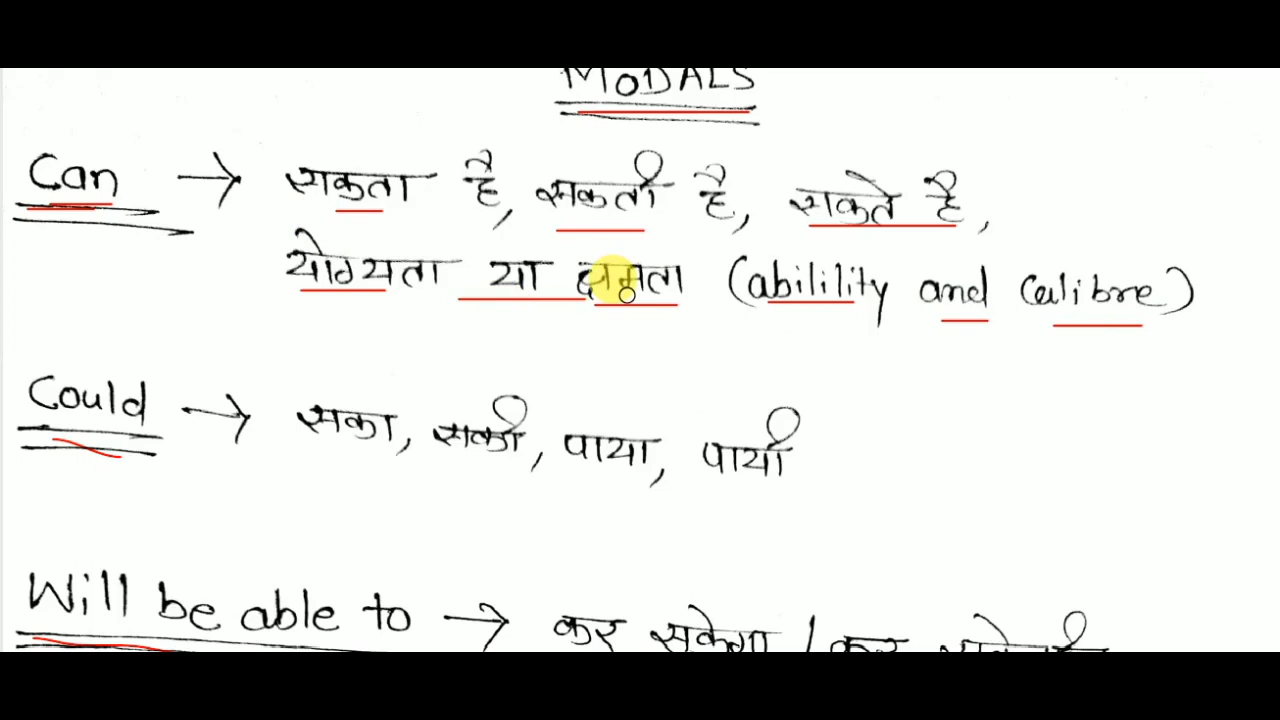 MODALS
Can → सकता है, सकती है, सकते है,
योग्यता या क्षमता (abilility and calibre)
Could → सका, सकी, पाया, पायी
Will be able to → कर सकेगा / कर